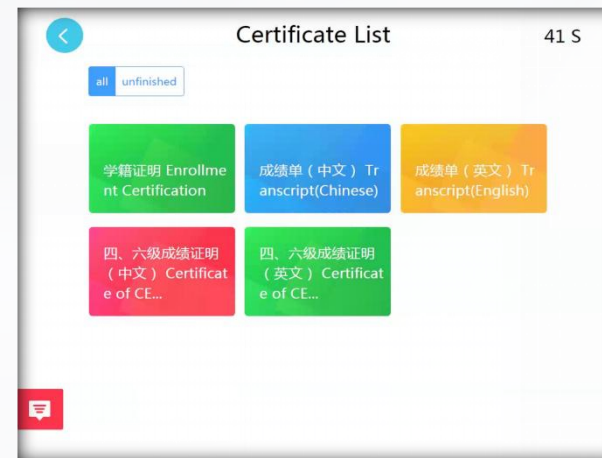 Certificate List
41 S
all
unfinished
学籍证明 Enrollme
nt Certification
成绩单（中文） Tr
anscript(Chinese)
成绩单（英文） Tr
anscript(English)
四、六级成绩证明
（中文） Certificat
e of CE...
四、六级成绩证明
（英文） Certificat
e of CE...